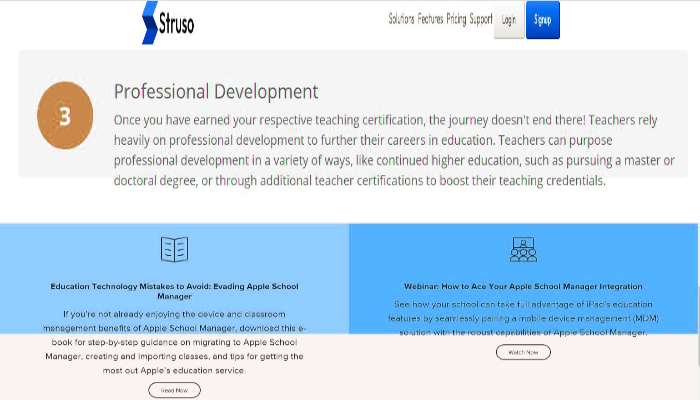 Struso
Solutions Features Pricing Support Login Signup
3
Professional Development
Once you have earned your respective teaching certification, the journey doesn't end there! Teachers rely
heavily on professional development to further their careers in education. Teachers can purpose
professional development in a variety of ways, like continued higher education, such as pursuing a master or
doctoral degree, or through additional teacher certifications to boost their teaching credentials.
Education Technology Mistakes to Avoid: Evading Apple School
Manager
If you're not already enjoying the device and classroom
management benefits of Apple School Manager, download this e-
book for step-by-step guidance on migrating to Apple School
Manager, creating and importing classes, and tips for getting the
most out Apple's education service.
Read Now
Webinar: How to Ace Your Apple School Manager Integration
See how your school can take full advantage of iPad's education
features by seamlessly pairing a mobile device management (MDM)
solution with the robust capabilities of Apple School Manager.
Watch Now